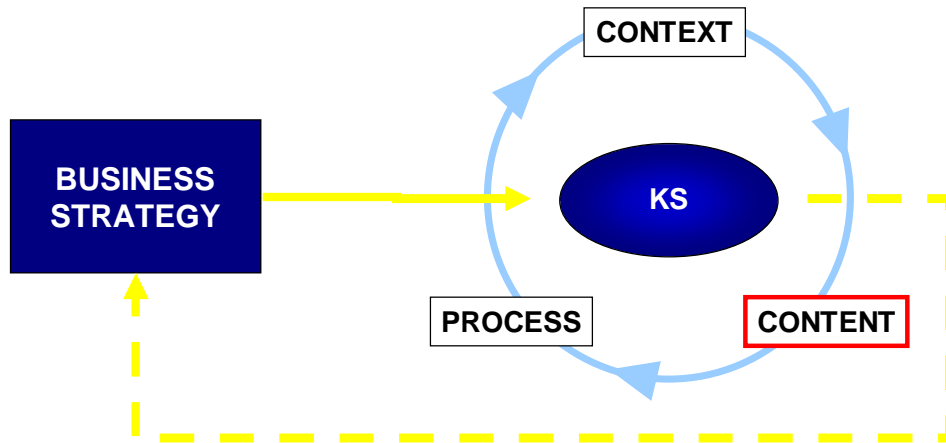 CONTEXT
BUSINESS
STRATEGY
KS
PROCESS
CONTENT